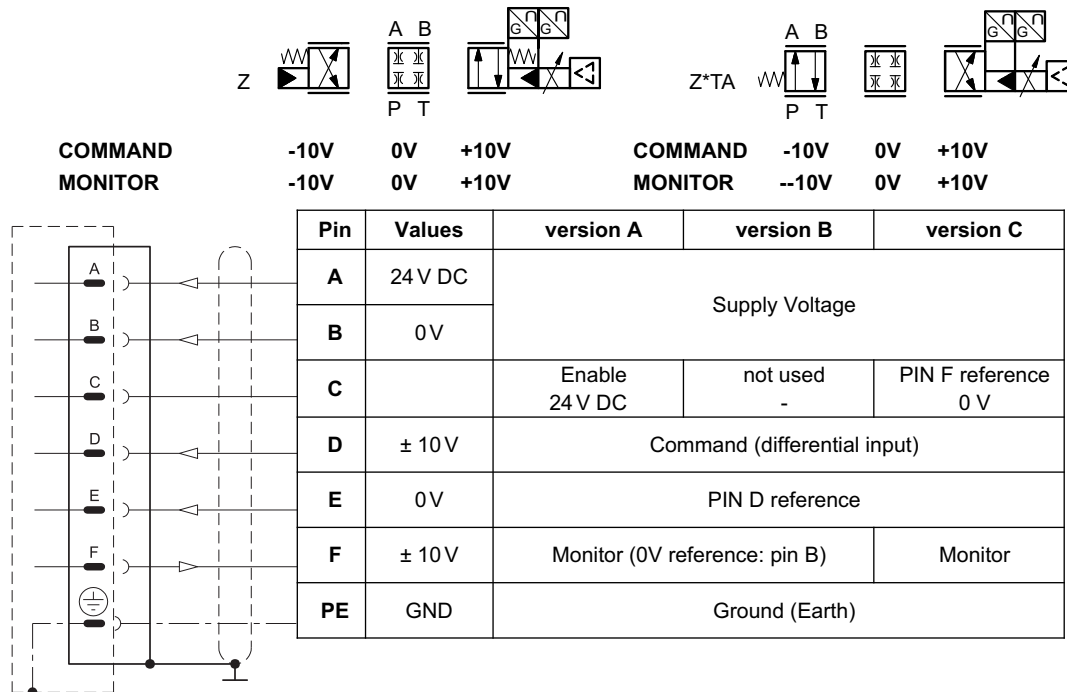 A B
G G
Z
P T
A B
G G
Z*TA
P T
COMMAND -10V 0V +10V
MONITOR -10V 0V +10V
COMMAND -10V 0V +10V
MONITOR --10V 0V +10V
Pin Values version A version B version C
A 24 V DC Supply Voltage
B 0 V
C Enable 24 V DC not used - PIN F reference 0 V
D ± 10 V Command (differential input)
E 0 V PIN D reference
F ± 10 V Monitor (0V reference: pin B) Monitor
PE GND Ground (Earth)
A
B
C
D
E
F